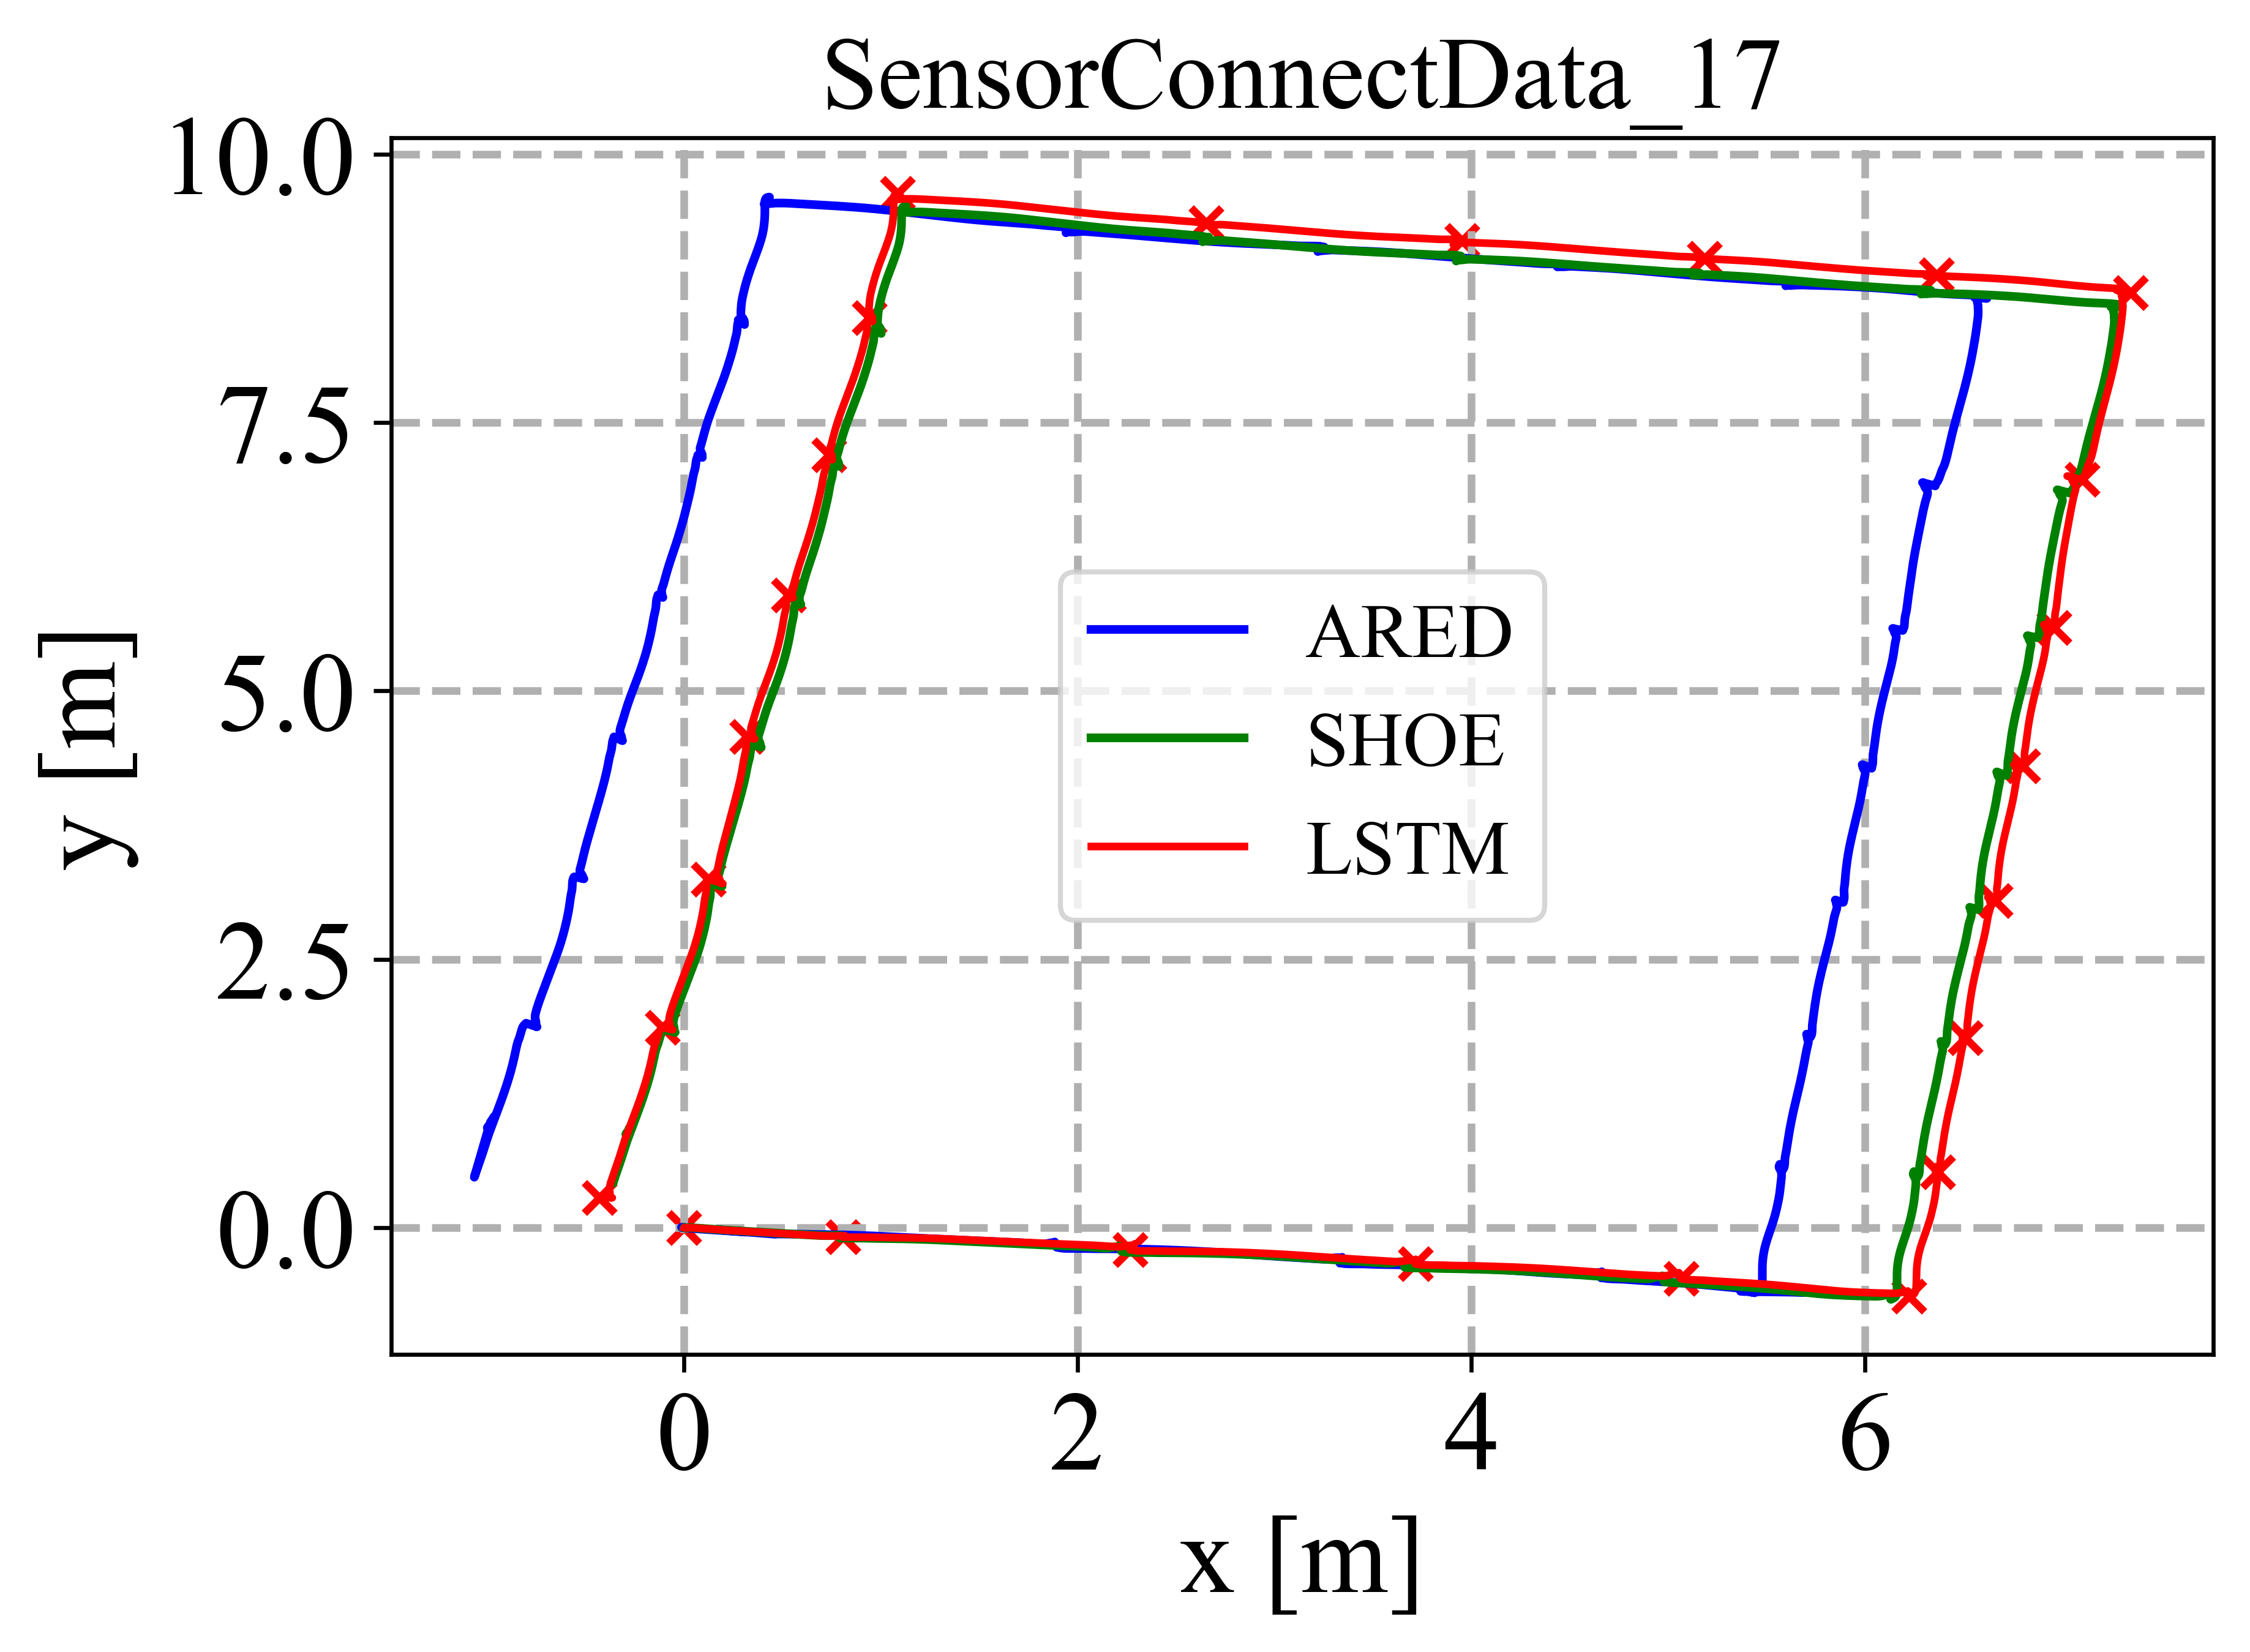 SensorConnectData_17
10.0
7.5
5.0
2.5
0.0
y [m]
ARED
SHOE
LSTM
0 2 4 6
x [m]